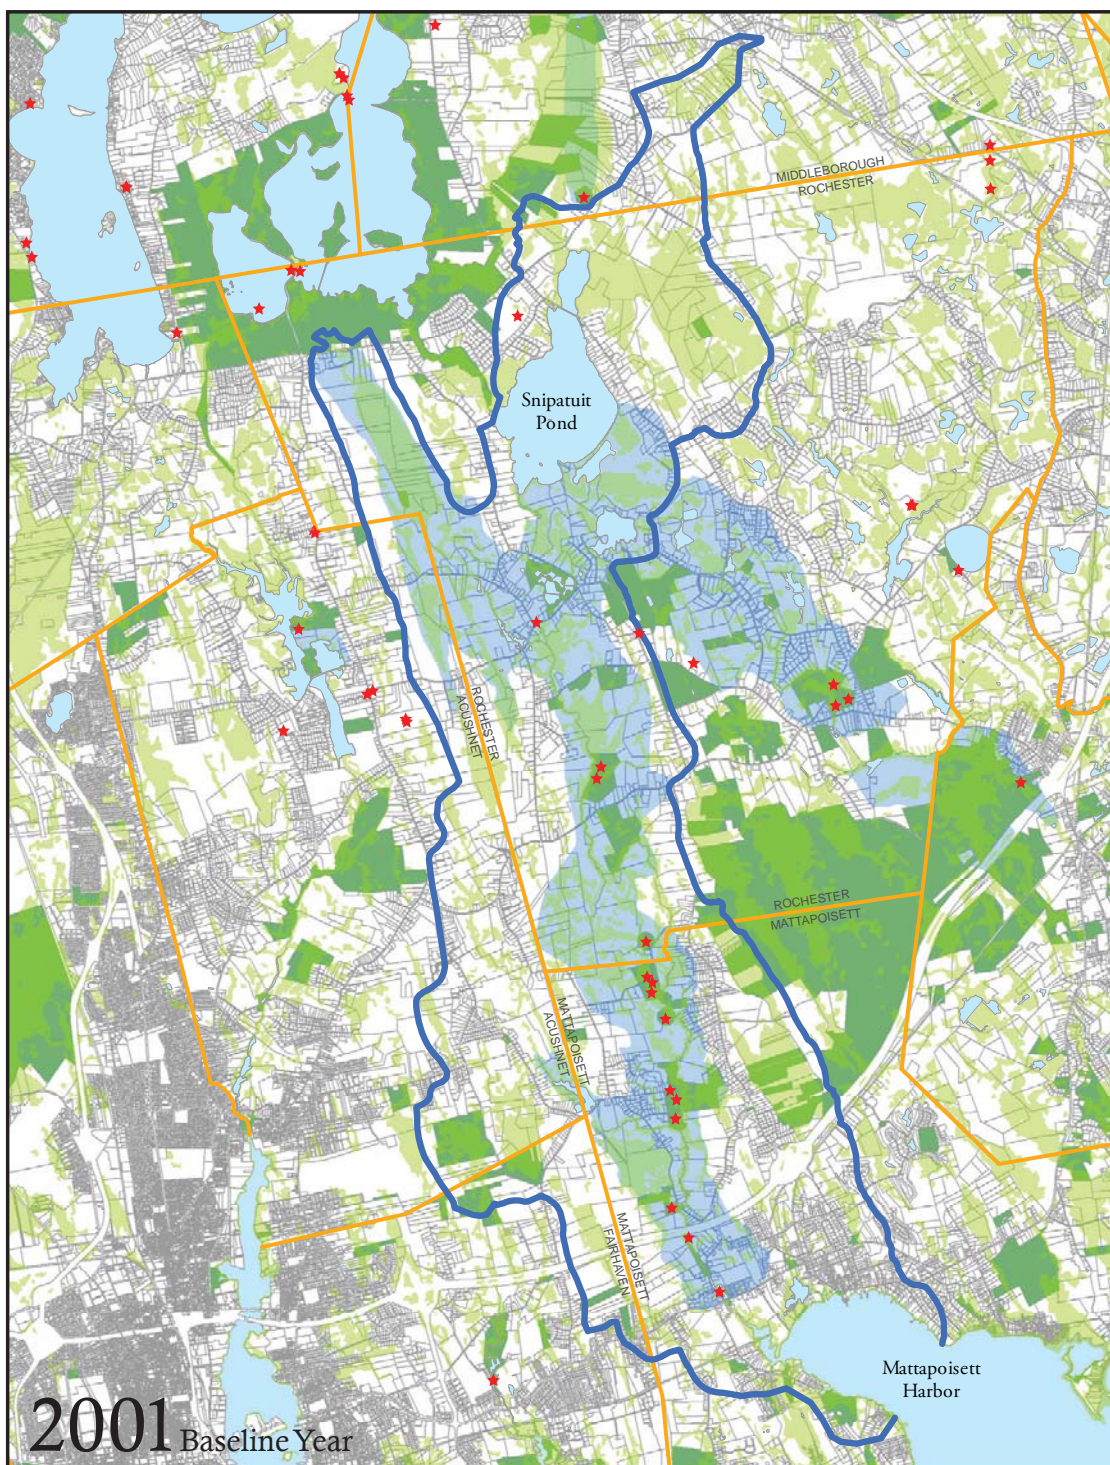 MIDDLEBOROUGH
ROCHESTER
Snipatuit
Pond
ROCHESTER
ACUSHNET
ROCHESTER
MATTAPOISETT
MATTAPOISETT
ACUSHNET
MATTAPOISETT
FAIRHAVEN
Mattapoisett
Harbor
2001 Baseline Year